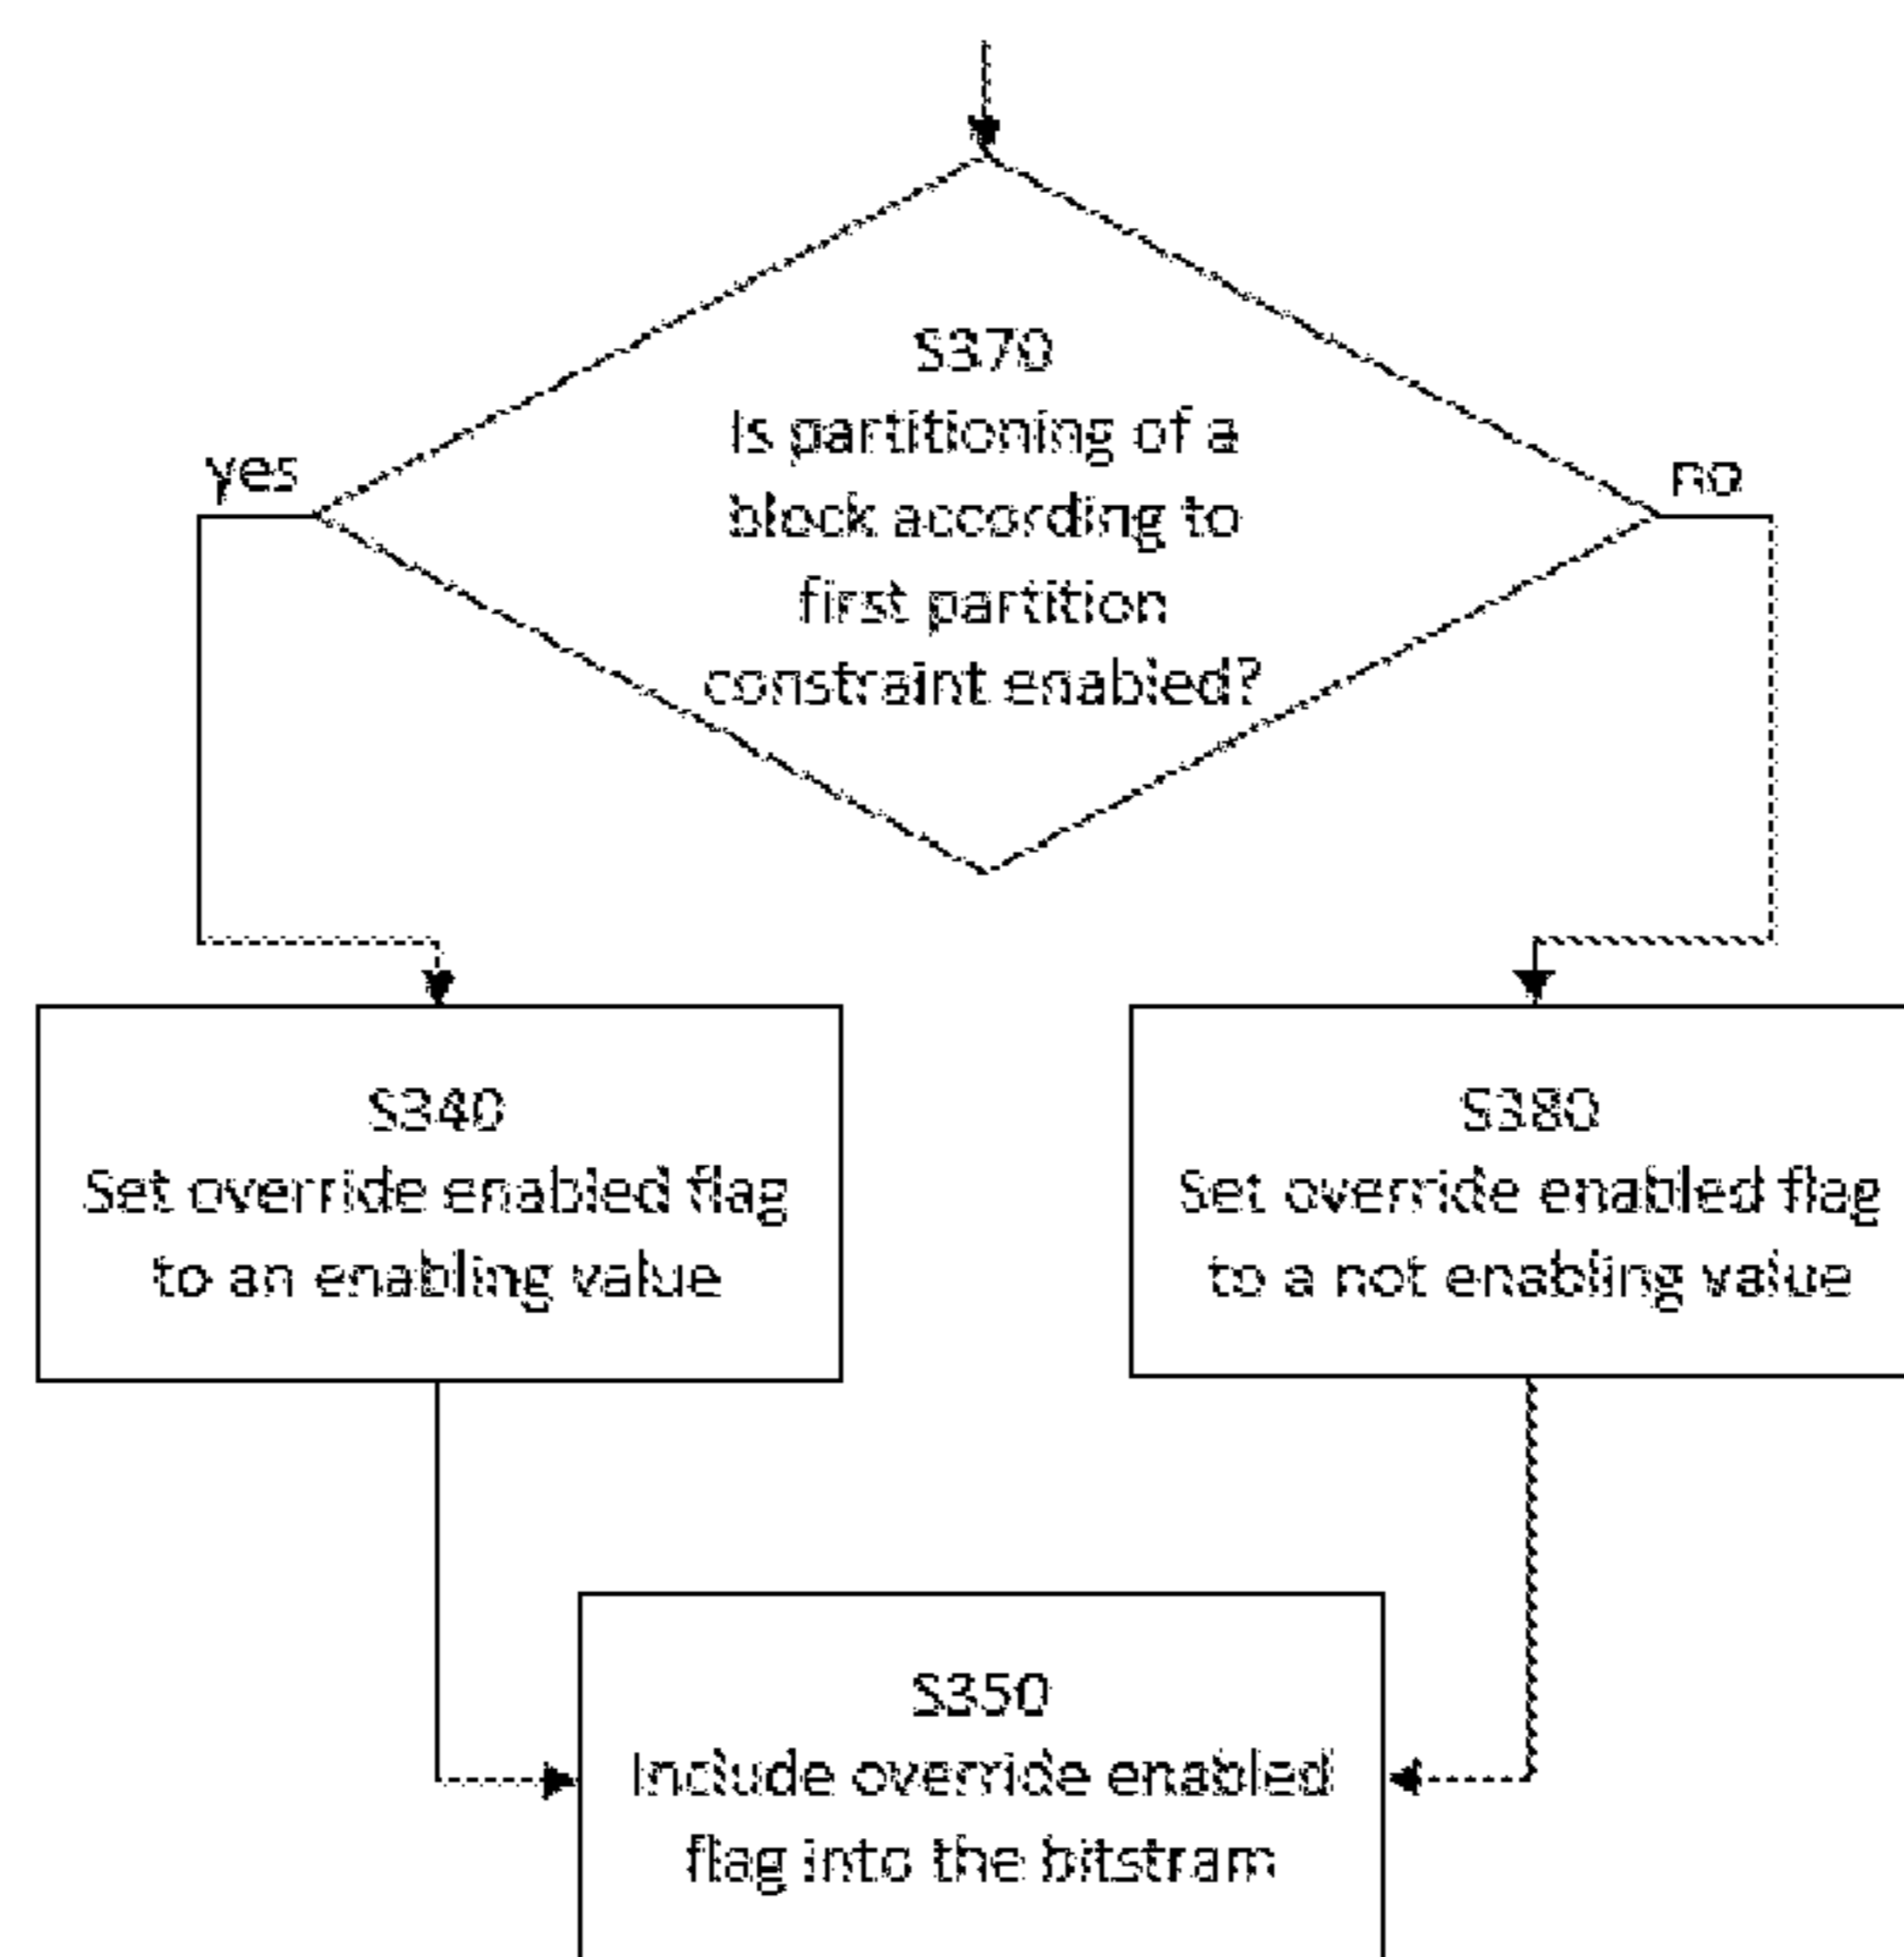 S370
Is partitioning of a
block according to
first partition
constraint enabled?
yes
no
S340
Set override enabled flag
to an enabling value
S380
Set override enabled flag
to a not enabling value
S350
Include override enabled
flag into the bitstram